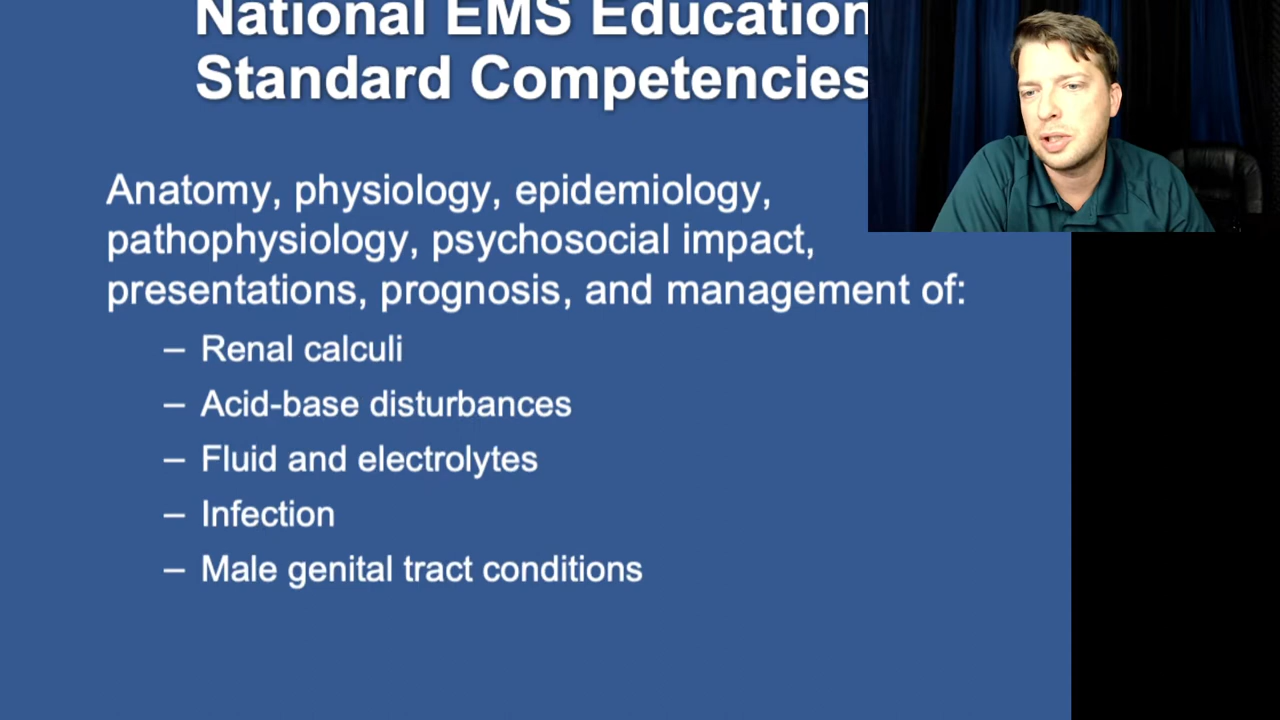 National EMS Education
Standard Competencies
Anatomy, physiology, epidemiology,
pathophysiology, psychosocial impact,
presentations, prognosis, and management of:
– Renal calculi
– Acid-base disturbances
– Fluid and electrolytes
– Infection
– Male genital tract conditions